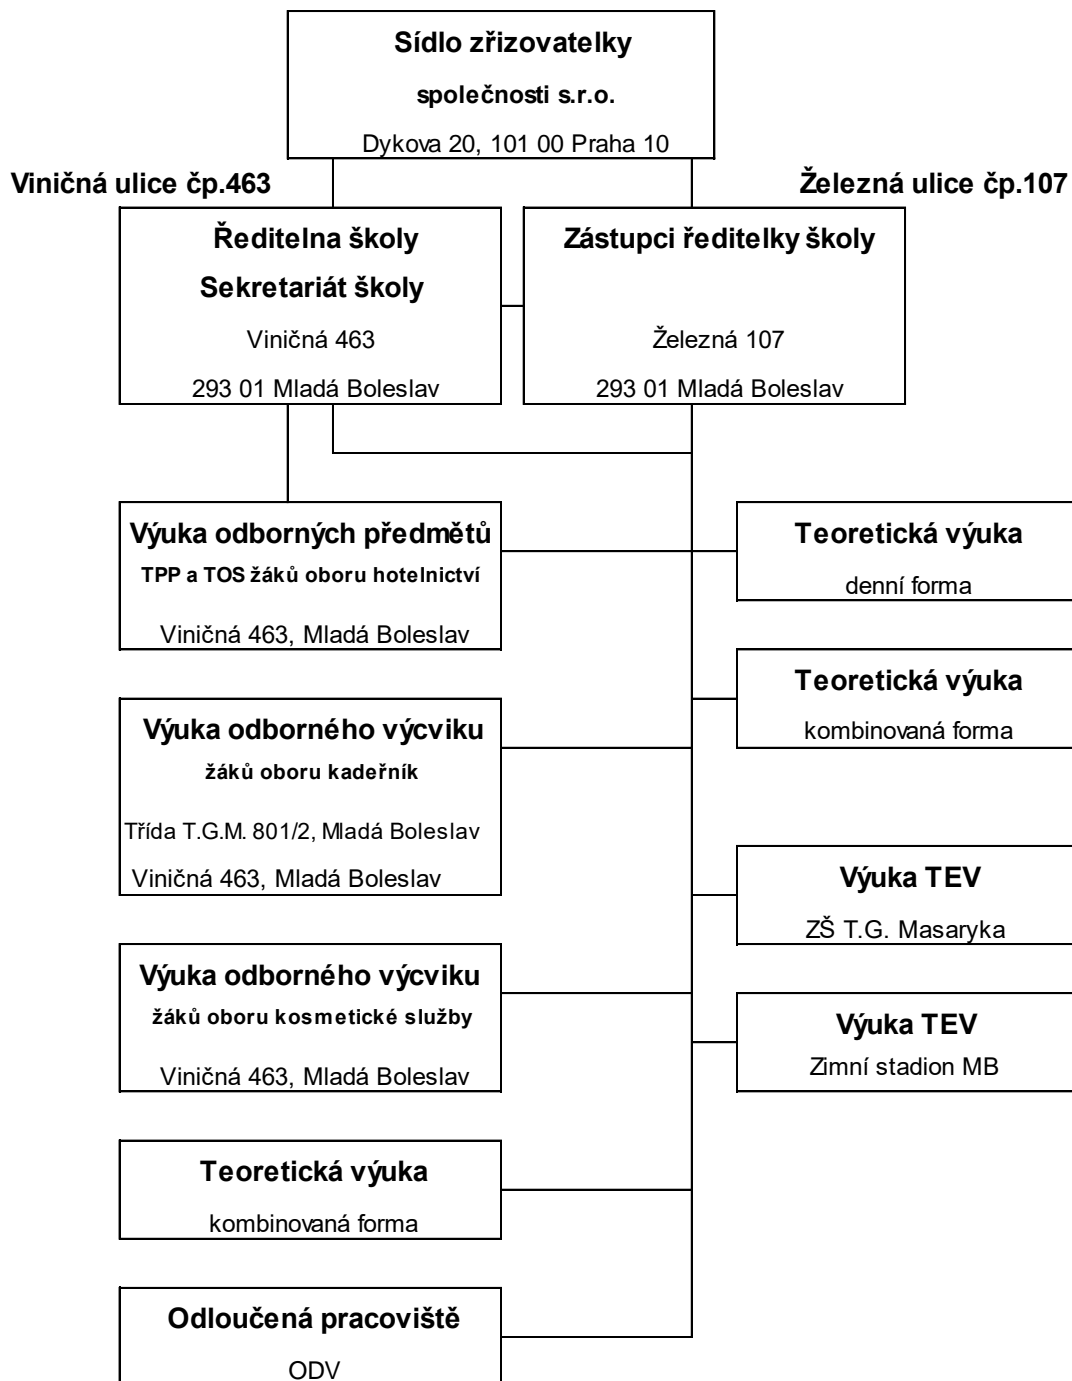 Sídlo zřizovatelky
společnosti s.r.o.
Dykova 20, 101 00 Praha 10
Viničná ulice čp.463
Železná ulice čp.107
Ředitelna školy
Sekretariát školy
Viničná 463
293 01 Mladá Boleslav
Zástupci ředitelky školy
Železná 107
293 01 Mladá Boleslav
Výuka odborných předmětů
TPP a TOS žáků oboru hotelnictví
Viničná 463, Mladá Boleslav
Teoretická výuka
denní forma
Teoretická výuka
kombinovaná forma
Výuka odborného výcviku
žáků oboru kadeřník
Třída T.G.M. 801/2, Mladá Boleslav
Viničná 463, Mladá Boleslav
Výuka TEV
ZŠ T.G. Masaryka
Výuka odborného výcviku
žáků oboru kosmetické služby
Viničná 463, Mladá Boleslav
Výuka TEV
Zimní stadion MB
Teoretická výuka
kombinovaná forma
Odloučená pracoviště
ODV